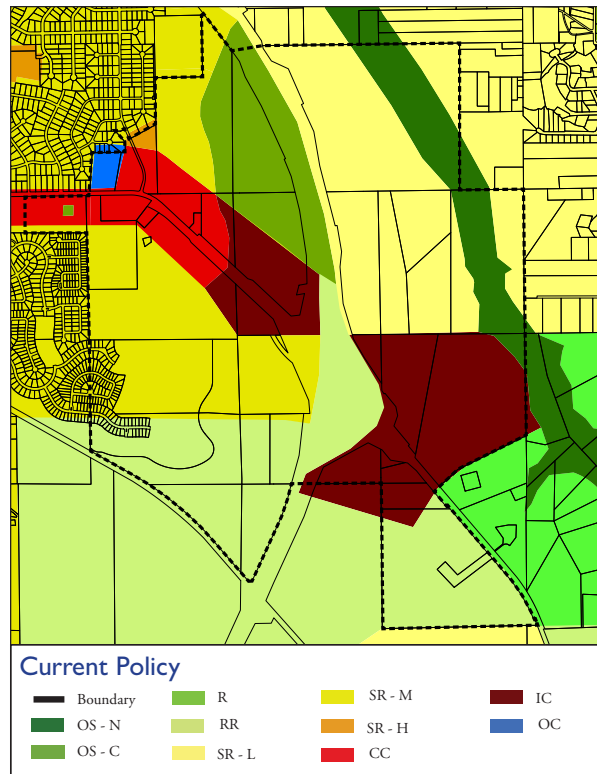 Current Policy
Boundary
OS - N
OS - C
R
RR
SR - L
SR - M
SR - H
CC
IC
OC